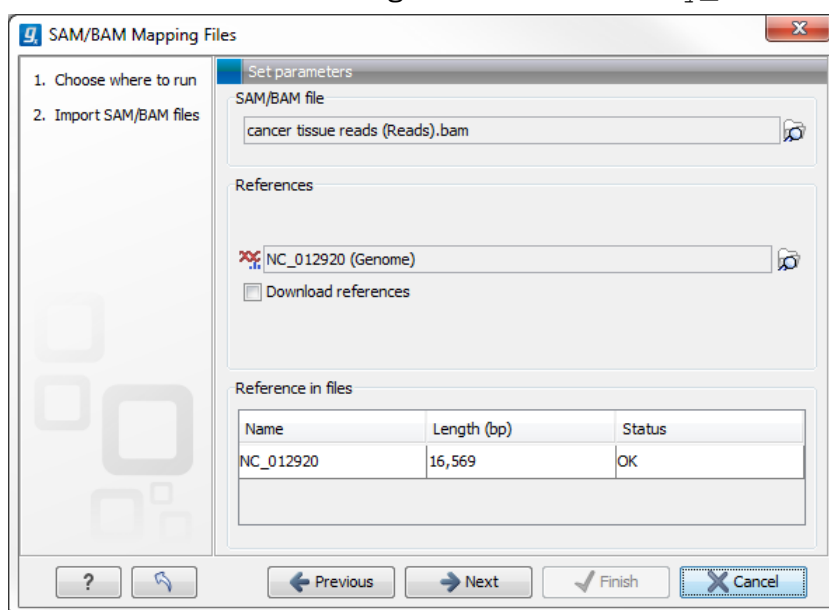 SAM/BAM Mapping Files
1. Choose where to run
2. Import SAM/BAM files
Set parameters
SAM/BAM file
cancer tissue reads (Reads).bam
References
NC_012920 (Genome)
Download references
Reference in files
Name Length (bp) Status
NC_012920 16,569 OK
? Previous Next Finish Cancel